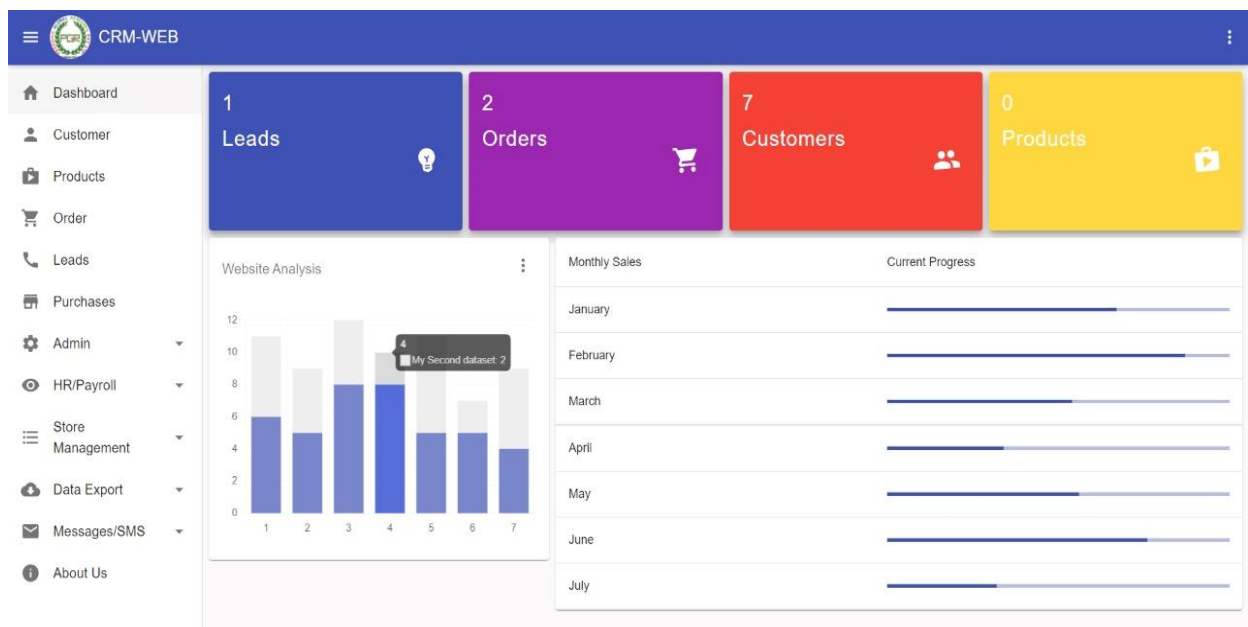 PGR
CRM-WEB
Dashboard
Customer
Products
Order
Leads
Purchases
Admin
HR/Payroll
Store
Management
Data Export
Messages/SMS
About Us
1
Leads
2
Orders
7
Customers
0
Products
Website Analysis
12
10
8
6
4
2
0
4
My Second dataset: 2
1 2 3 4 5 6 7
Monthly Sales Current Progress
January
February
March
April
May
June
July